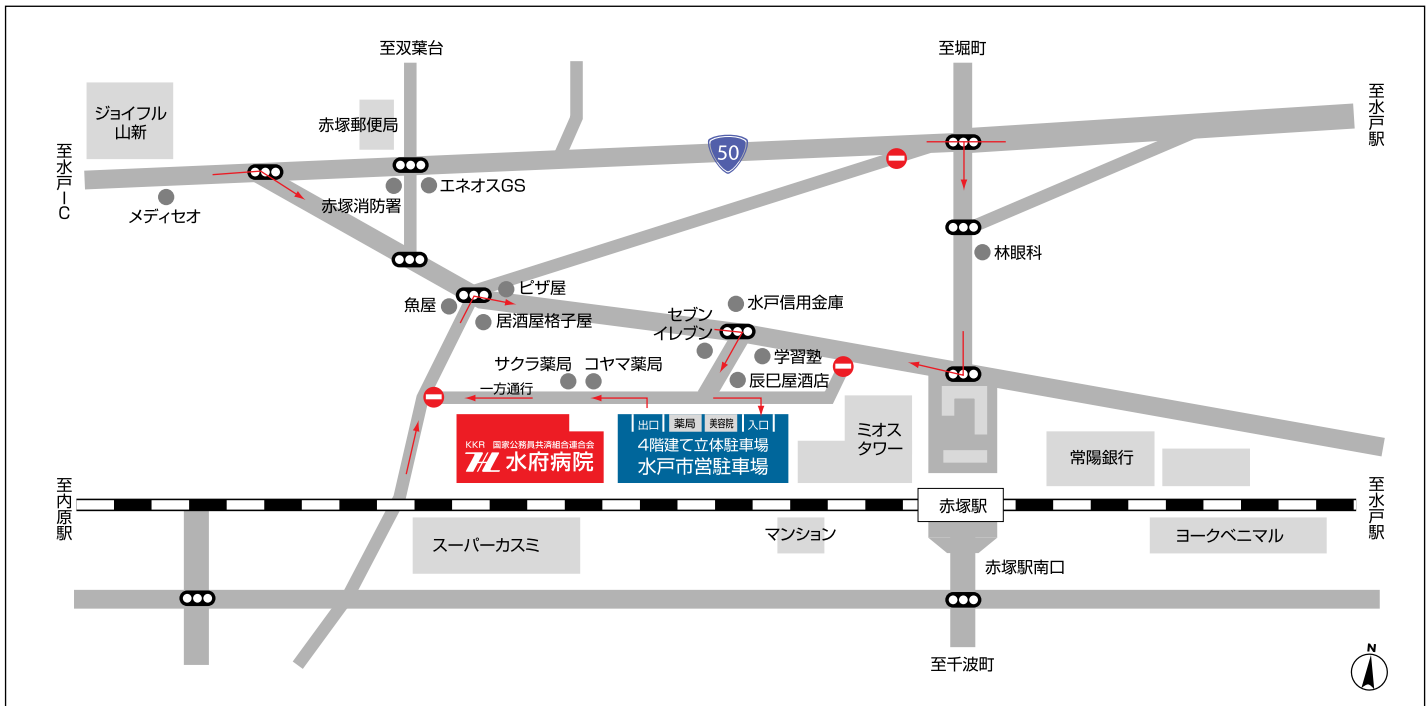 至双葉台
至堀町
至水戸駅
ジョイフル
山新
赤塚郵便局
50
至水戸IC
エネオスGS
赤塚消防署
メディセオ
林眼科
ピザ屋
魚屋
居酒屋格子屋
水戸信用金庫
セブン
イレブン
学習塾
辰巳屋酒店
サクラ薬局
コヤマ薬局
一方通行
出口
薬局
美容院
入口
4階建て立体駐車場
水戸市営駐車場
KKR 国家公務員共済組合連合会
水府病院
ミオス
タワー
常陽銀行
至内原駅
赤塚駅
至水戸駅
スーパーカスミ
マンション
ヨークベニマル
赤塚駅南口
至千波町
N